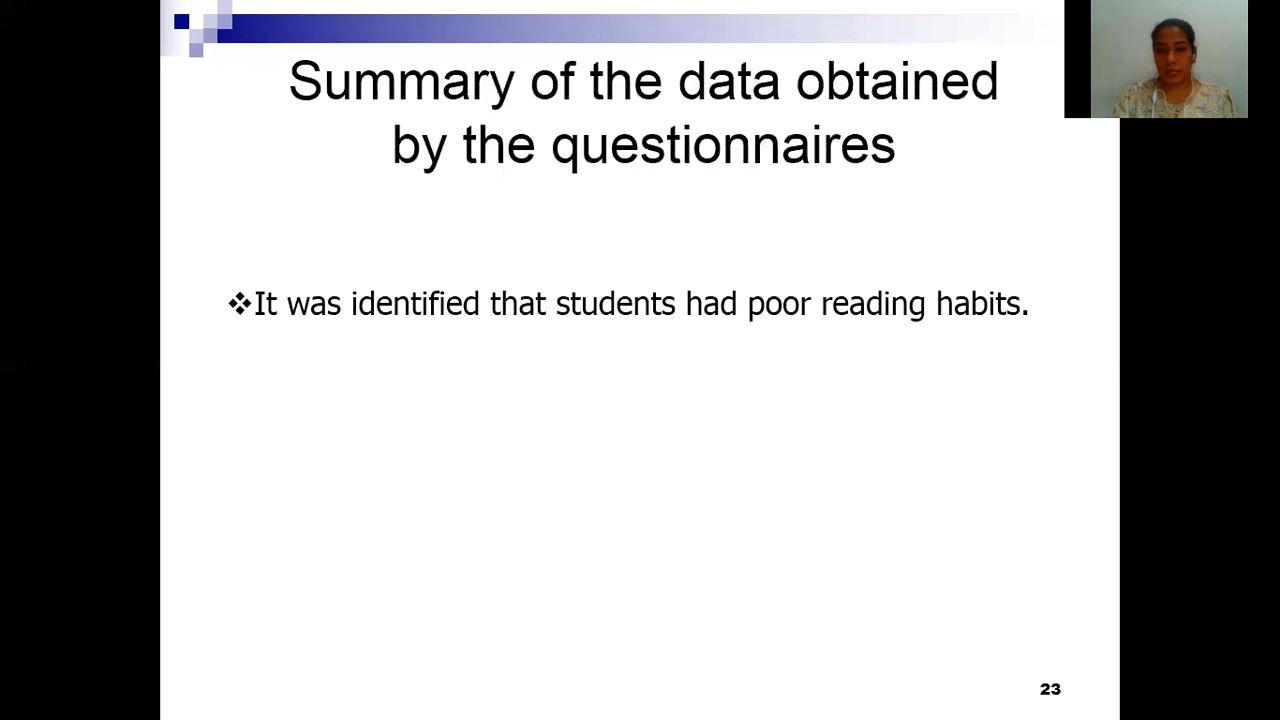 Summary of the data obtained
by the questionnaires
❖It was identified that students had poor reading habits.
23